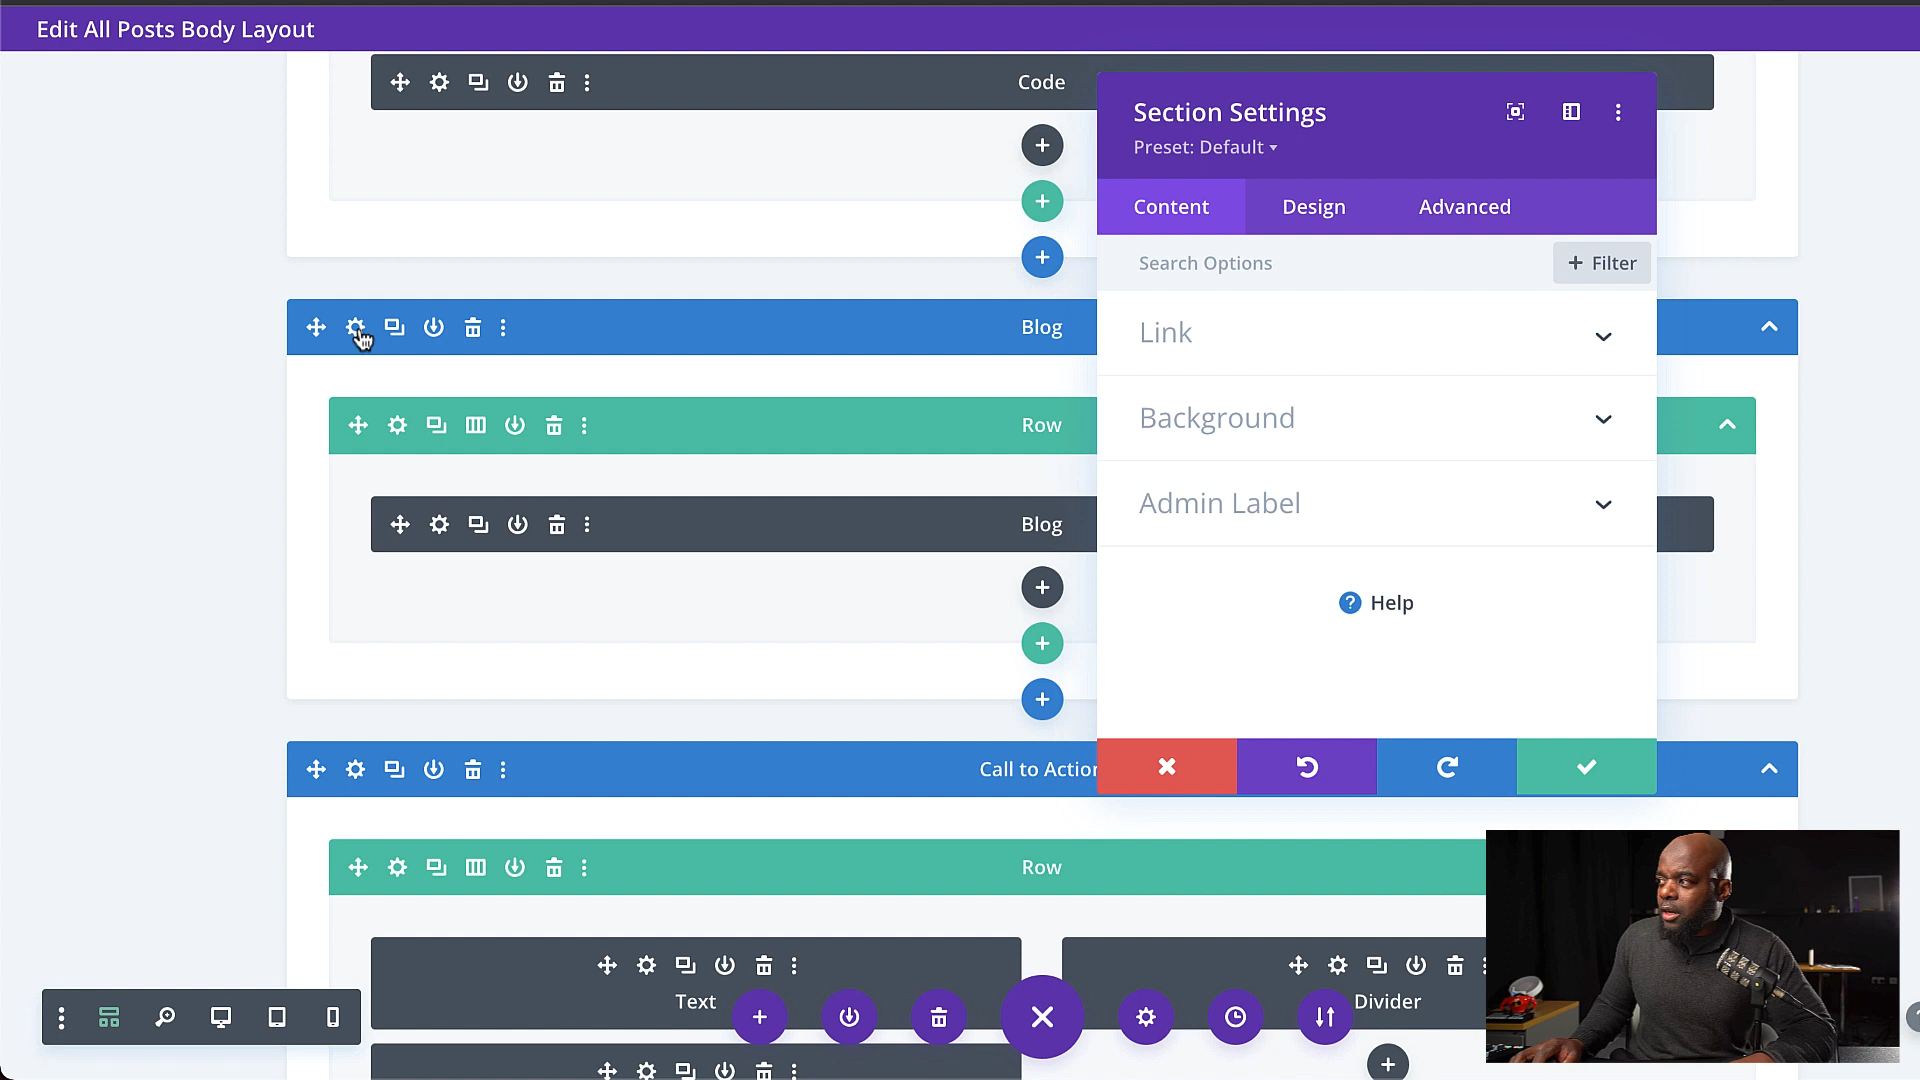 Edit All Posts Body Layout
Code
Section Settings
Preset: Default
Content
Design
Advanced
Search Options
+ Filter
Link
Blog
Background
Row
Admin Label
Blog
? Help
Call to Action
Row
Text
Divider